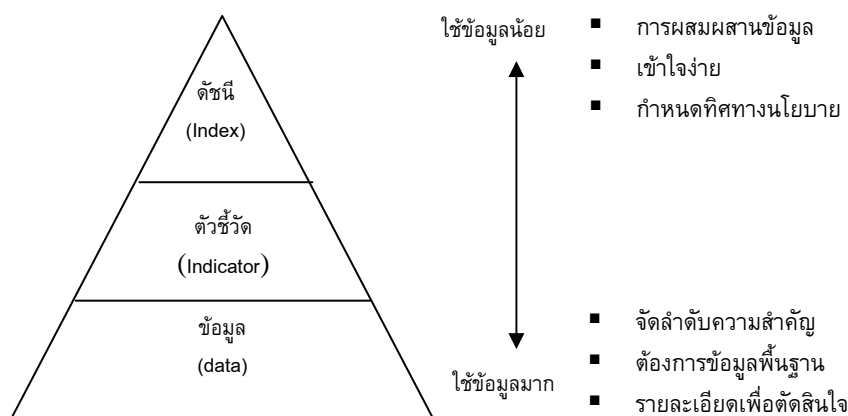 ใช้ข้อมูลน้อย
■ การผสมผสานข้อมูล
■ เข้าใจง่าย
■ กำหนดทิศทางนโยบาย
ดัชนี
(Index)
ตัวชี้วัด
(Indicator)
ข้อมูล
(data)
ใช้ข้อมูลมาก
■ จัดลำดับความสำคัญ
■ ต้องการข้อมูลพื้นฐาน
■ รายละเอียดเพื่อตัดสินใจ